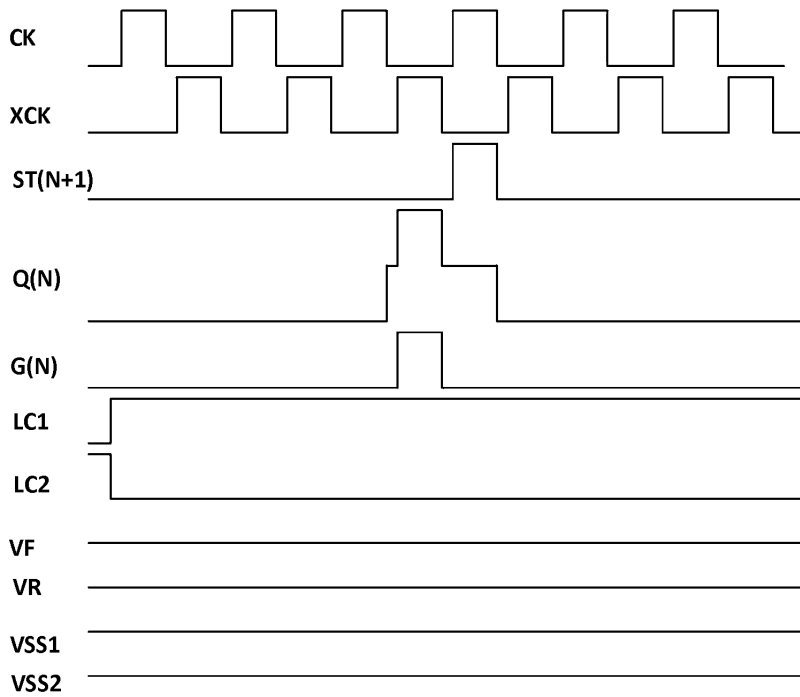 CK
XCK
ST(N+1)
Q(N)
G(N)
LC1
LC2
VF
VR
VSS1
VSS2